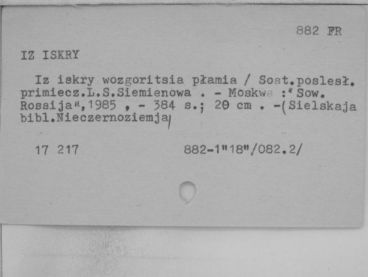 882 FR
IZ ISKRY
Iz iskry wozgoritsia płamia / Sost.poslesł.
primiecz.L.S.Siemienowa . - Moskwa :"Sow.
Rossija",1985 , - 384 s.; 20 cm . -(Sielskaja
bibl.Nieczernoziemja)
17 217 882-1"18"/082.2/